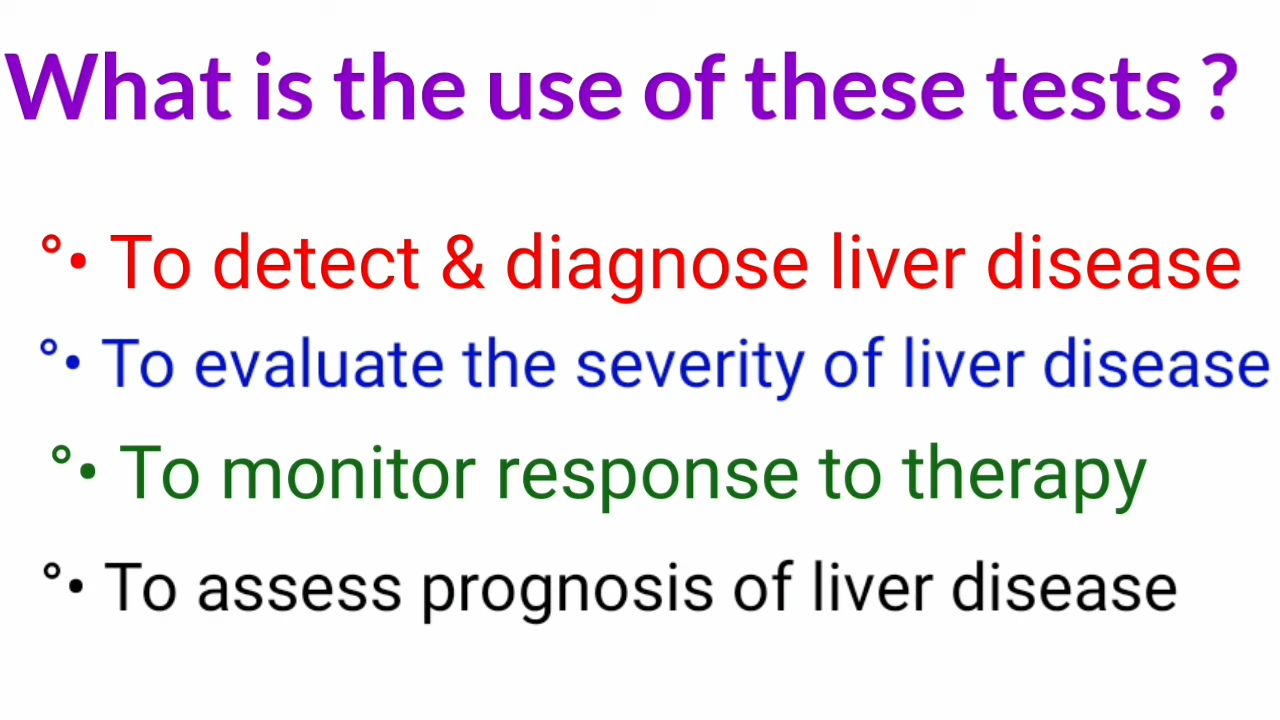 What is the use of these tests ?
°• To detect & diagnose liver disease
°• To evaluate the severity of liver disease
°• To monitor response to therapy
°• To assess prognosis of liver disease